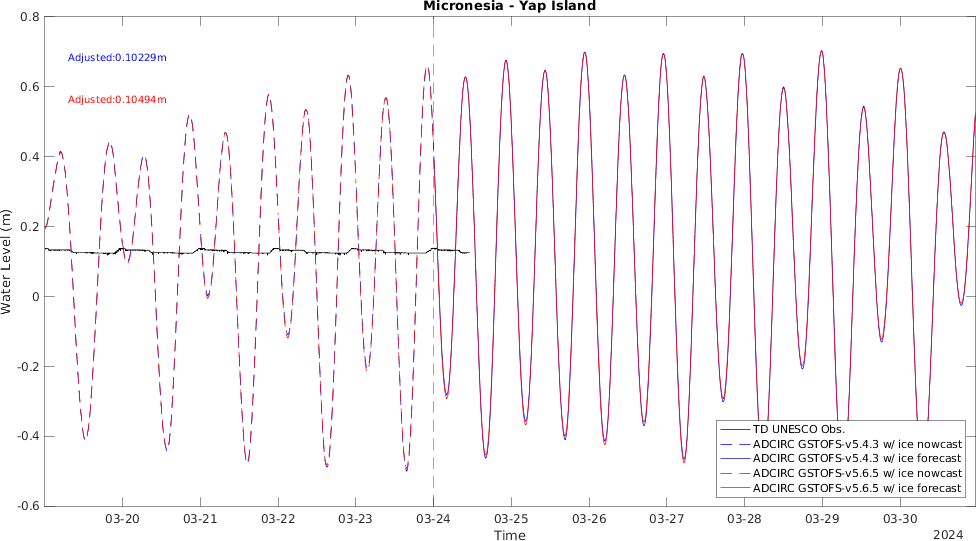 Micronesia - Yap Island
Adjusted:0.10229m
Adjusted:0.10494m
Water Level (m)
0.8
0.6
0.4
0.2
0
-0.2
-0.4
-0.6
03-20
03-21
03-22
03-23
03-24
03-25
03-26
03-27
03-28
03-29
03-30
Time
2024
TD UNESCO Obs.
ADCIRC GSTOFS-v5.4.3 w/ ice nowcast
ADCIRC GSTOFS-v5.4.3 w/ ice forecast
ADCIRC GSTOFS-v5.6.5 w/ ice nowcast
ADCIRC GSTOFS-v5.6.5 w/ ice forecast